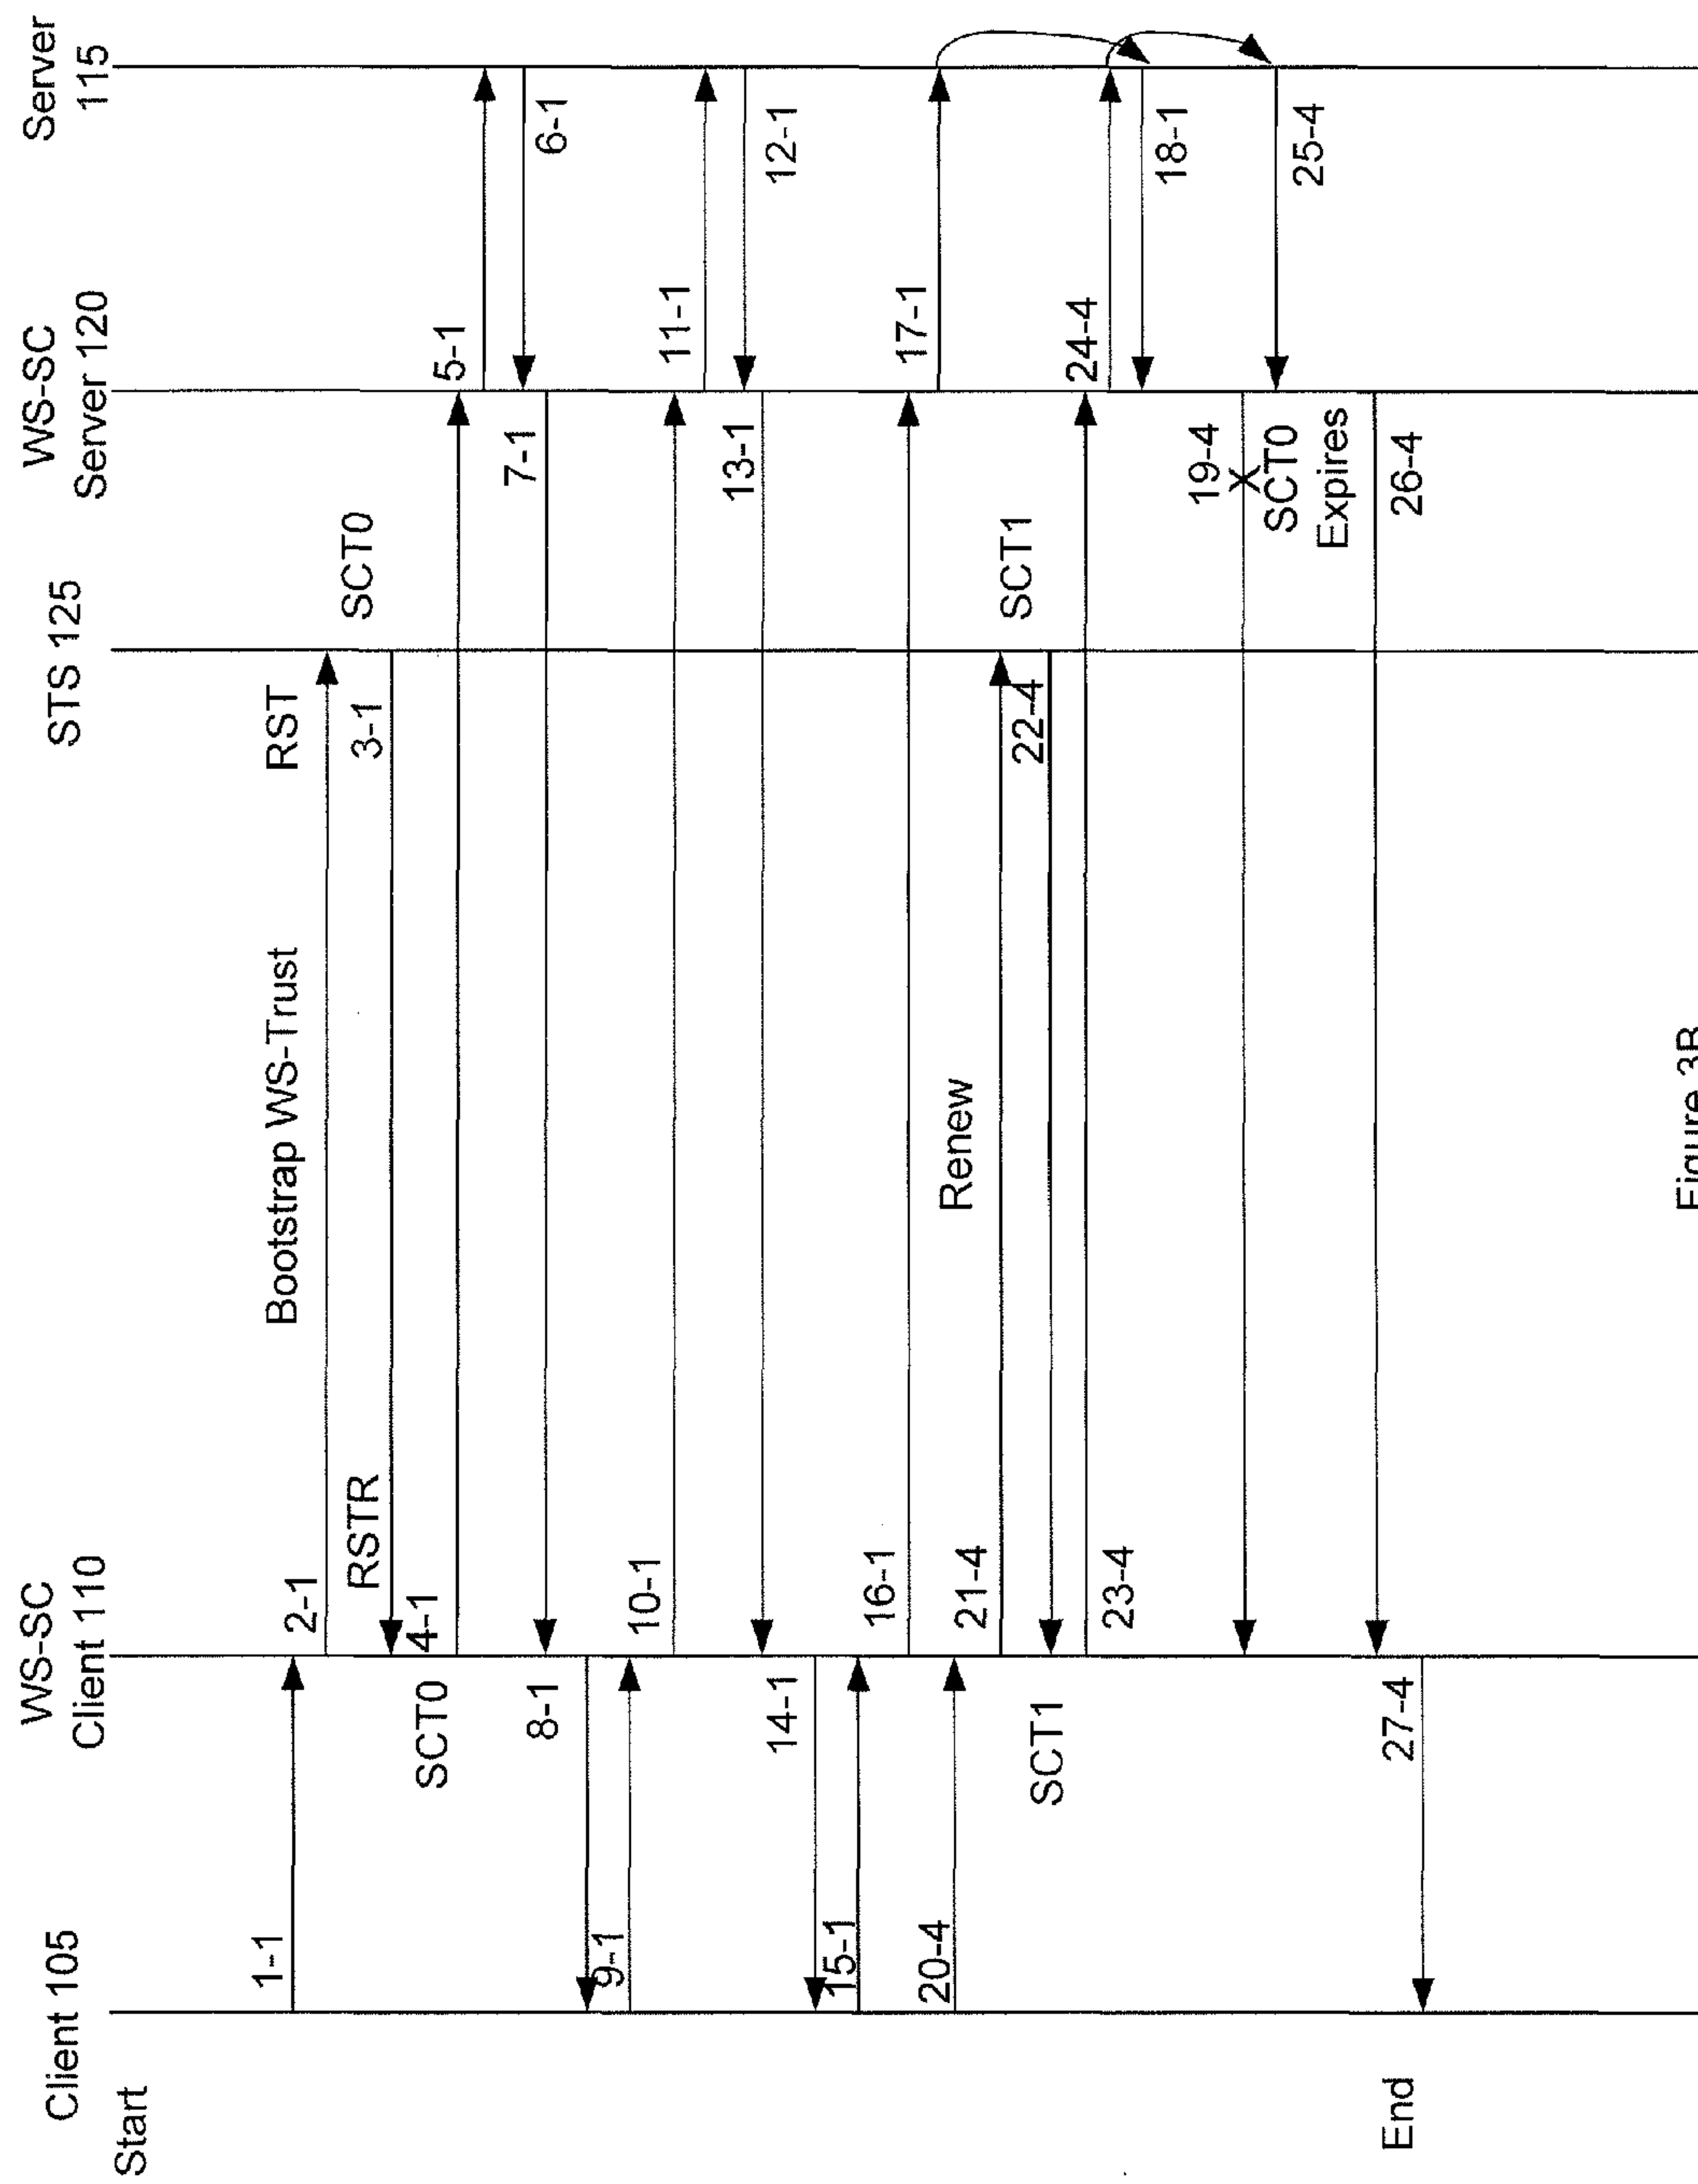 Client 105
WS-SC
Client 110
STS 125
WS-SC
Server 120
Server
115
Start
1-1
2-1
Bootstrap WS-Trust
RST
RSTR
3-1
SCT0
SCT0
4-1
5-1
6-1
7-1
8-1
9-1
10-1
11-1
12-1
13-1
14-1
15-1
16-1
17-1
20-4
21-4
Renew
22-4
SCT1
SCT1
23-4
24-4
18-1
19-4
X
SCT0
Expires
25-4
26-4
27-4
End
Figure 3B